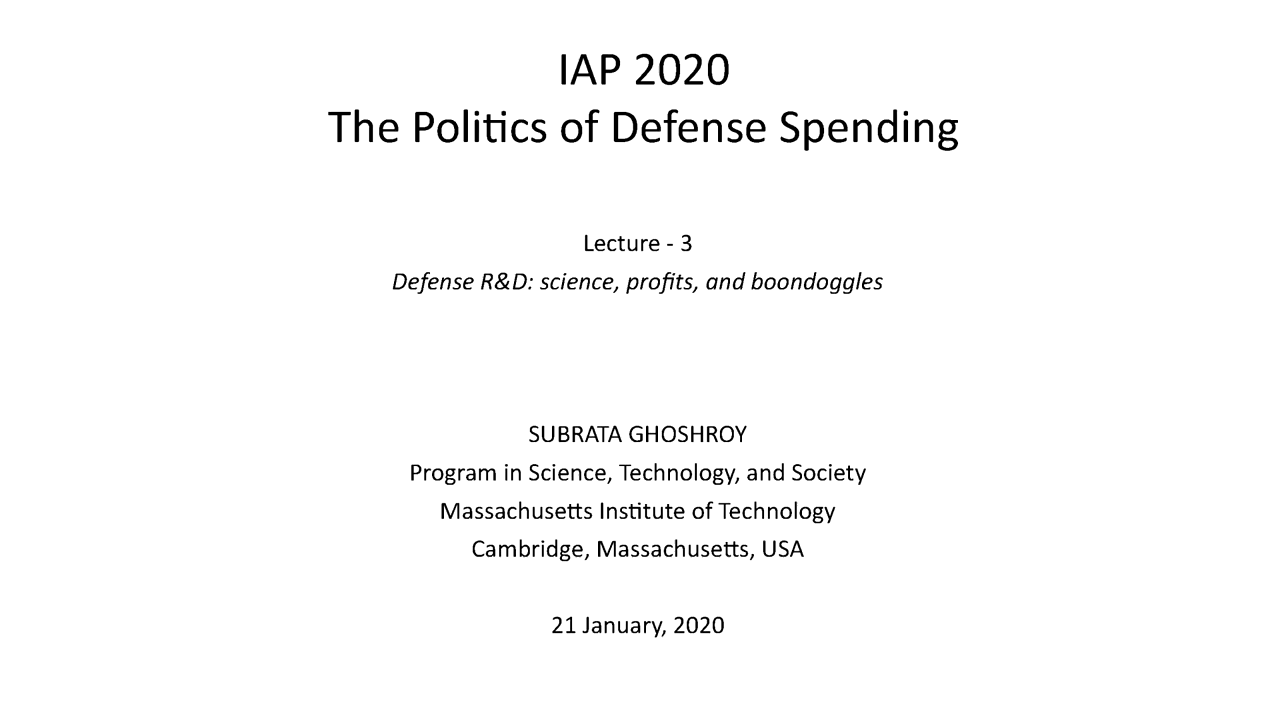 IAP 2020
The Politics of Defense Spending
Lecture - 3
Defense R&D: science, profits, and boondoggles
SUBRATA GHOSHROY
Program in Science, Technology, and Society
Massachusetts Institute of Technology
Cambridge, Massachusetts, USA
21 January, 2020